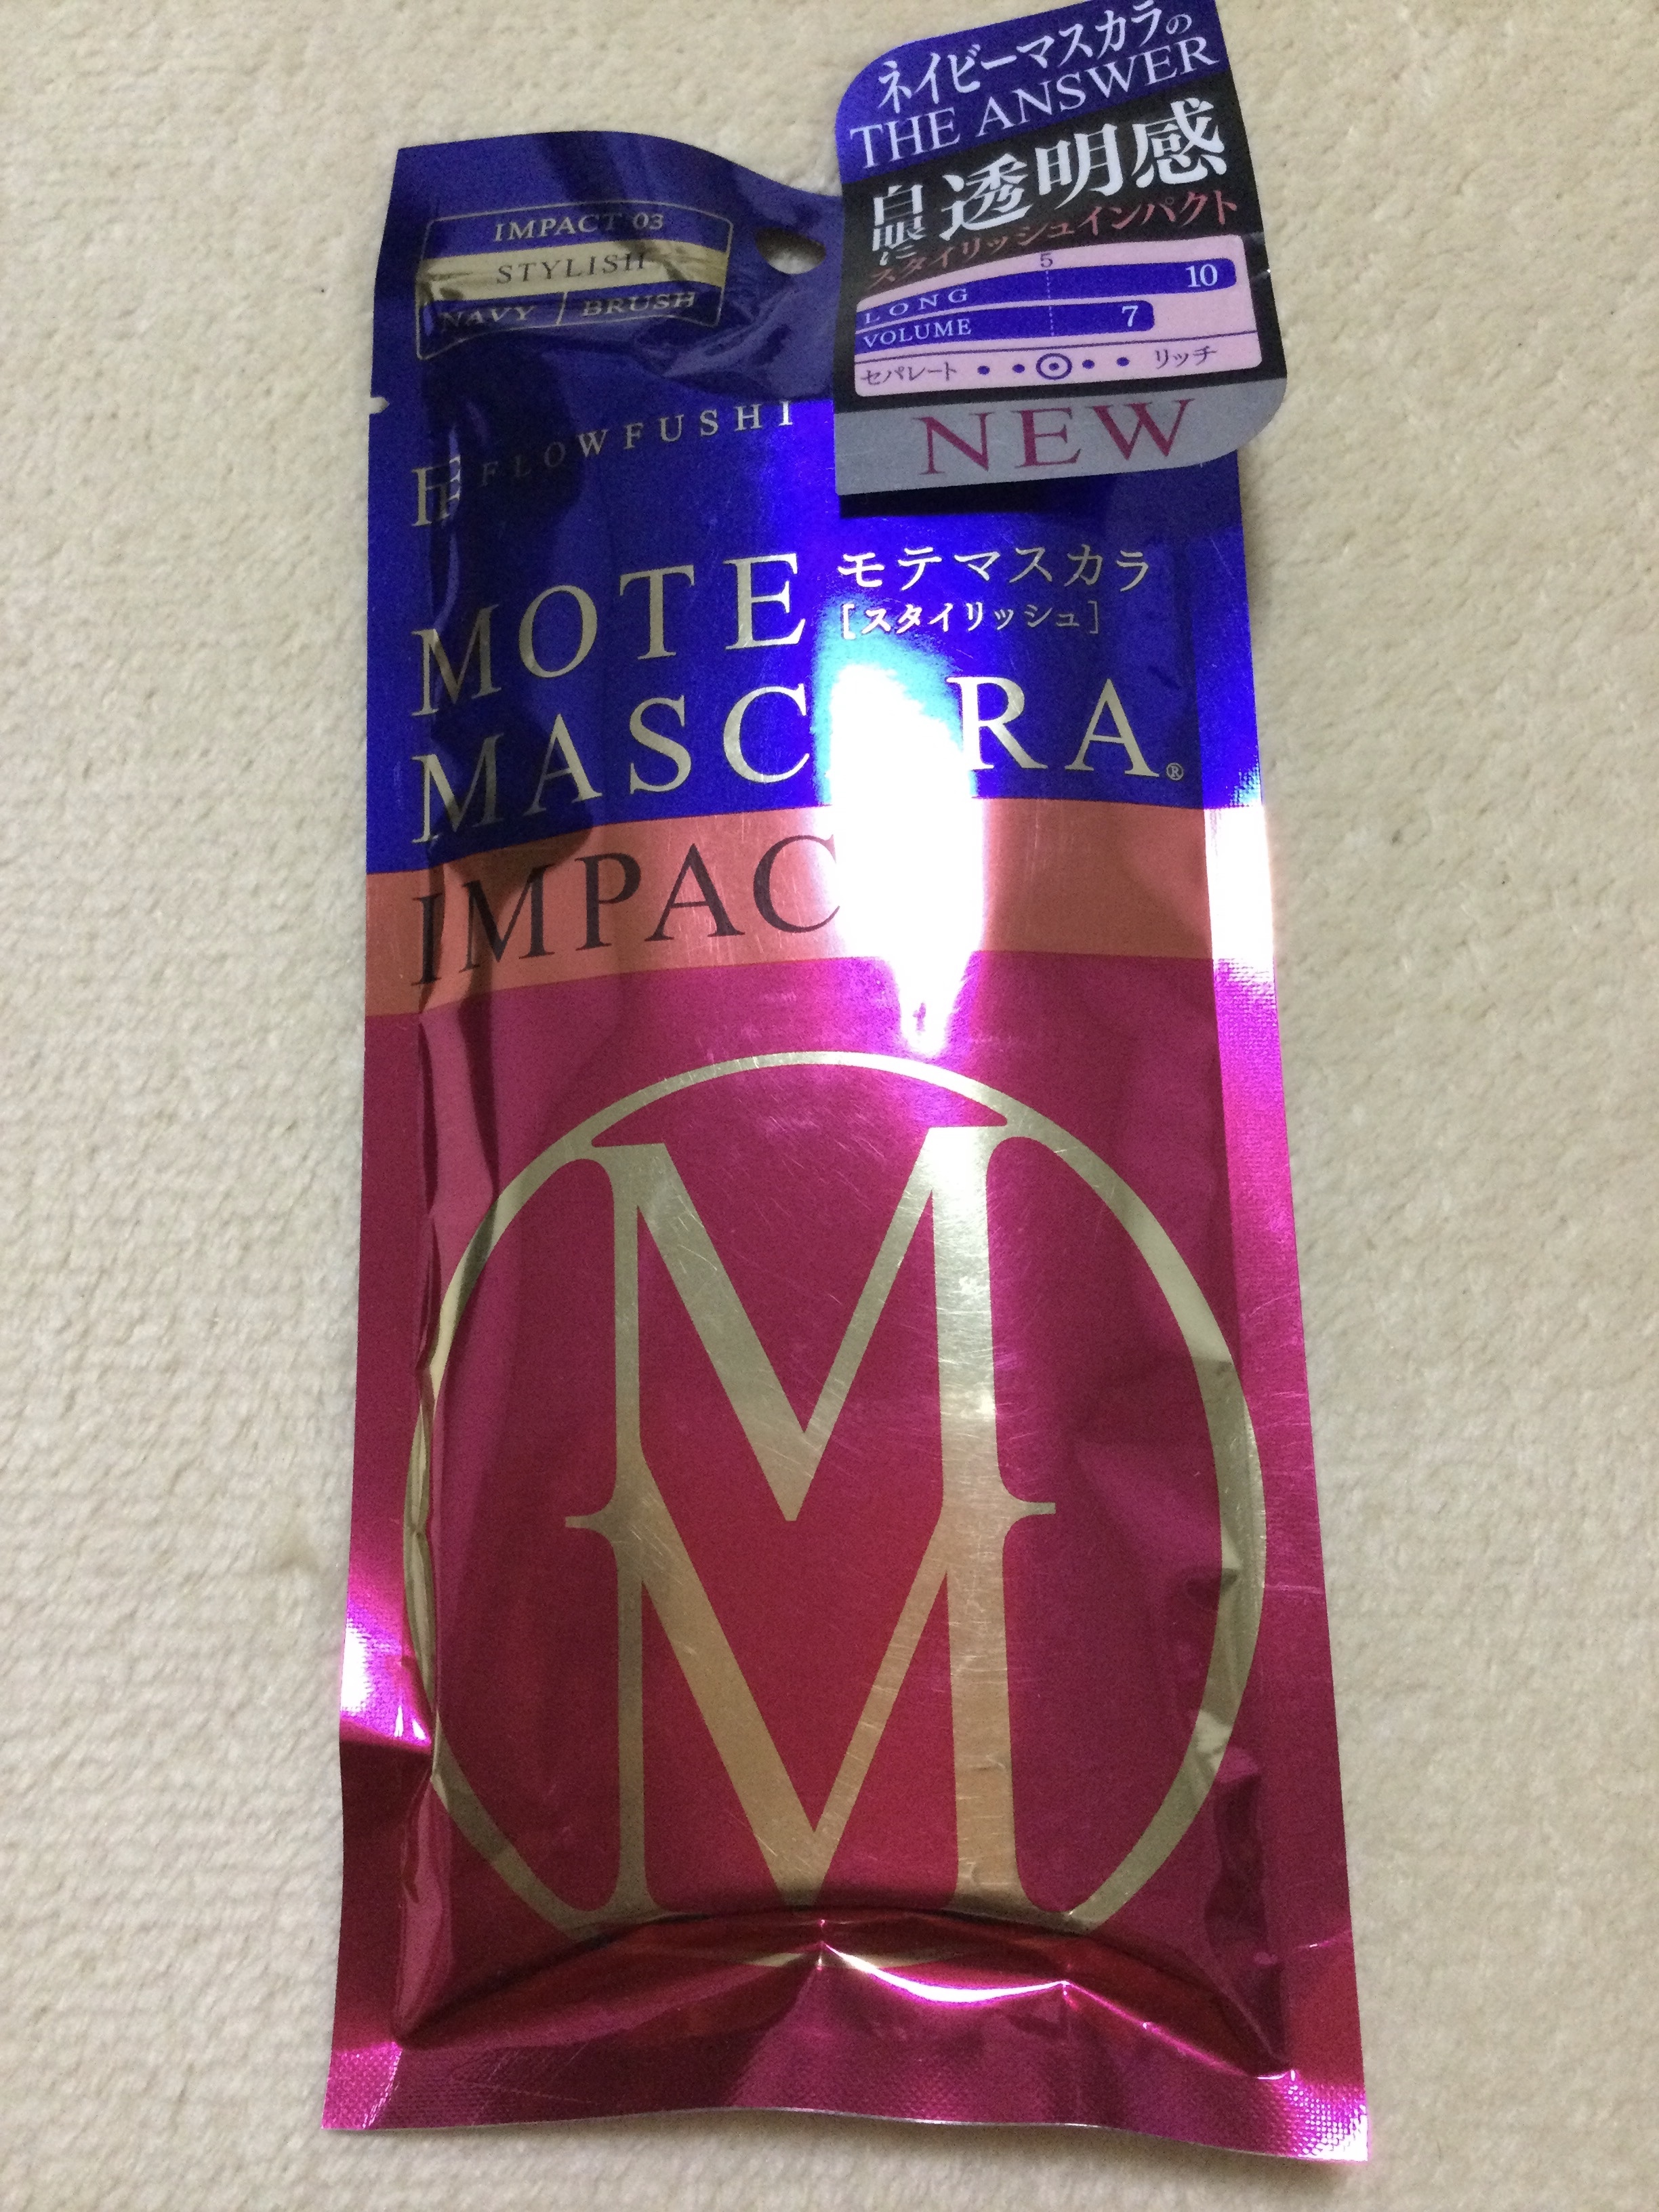 ネイビーマスカラの
THE ANSWER
白眼に透明感
スタイリッシュインパクト
5
LONG 10
VOLUME 7
セパレート リッチ
NEW
IMPACT 03
STYLISH
NAVY / BRUSH
FLOWFUSHI
MOTE モテマスカラ
[スタイリッシュ]
MASCARA®
IMPAC